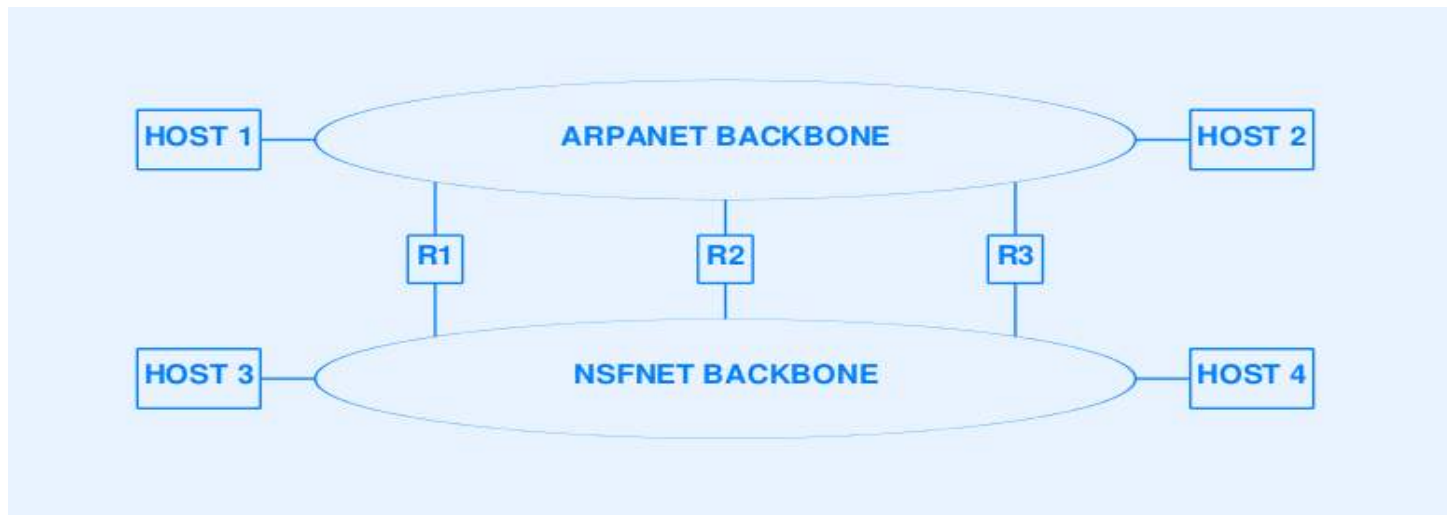 HOST 1
ARPANET BACKBONE
HOST 2
R1
R2
R3
HOST 3
NSFNET BACKBONE
HOST 4